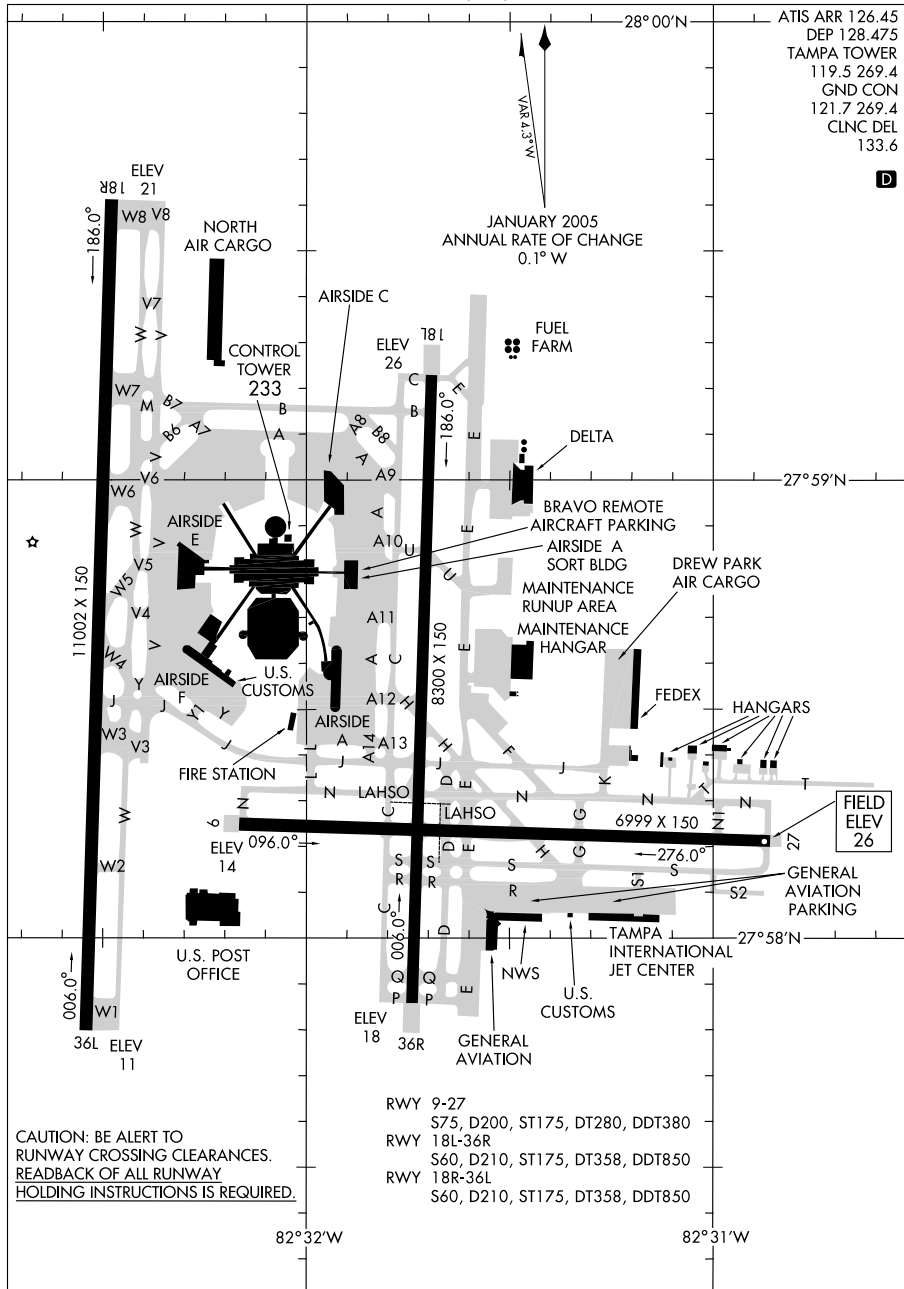 28°00'N
ATIS ARR 126.45
DEP 128.475
TAMPA TOWER
119.5 269.4
GND CON
121.7 269.4
CLNC DEL
133.6
D
VAR 4.3° W
JANUARY 2005
ANNUAL RATE OF CHANGE
0.1° W
18R
ELEV
21
186.0°
W8
V8
NORTH
AIR CARGO
V7
W
V
AIRSIDE C
CONTROL
TOWER
233
ELEV
26
18L
FUEL
FARM
C
E
W7
M
B7
B
B
186.0°
B6
A7
A
A8
B8
E
V
A
DELTA
V6
A9
27°59'N
W6
A
BRAVO REMOTE
AIRCRAFT PARKING
W
V
AIRSIDE
E
A10
U
E
AIRSIDE A
SORT BLDG
DREW PARK
AIR CARGO
11002 X 150
W5
V5
U
MAINTENANCE
RUNUP AREA
V4
A11
8300 X 150
MAINTENANCE
HANGAR
W4
V
A
C
E
Y
AIRSIDE
U.S.
CUSTOMS
FEDEX
HANGARS
J
J
F
Y1
Y
A12
H
AIRSIDE
W3
V3
J
L
A
A14
A13
H
F
FIRE STATION
L
J
J
J
K
T
T
N
N
LAHSO
D
E
N
N
N
W
C
LAHSO
G
6999 X 150
N1
FIELD
ELEV
26
9
096.0°
ELEV
14
D
E
H
G
276.0°
27
W2
S
S
S
S
R
R
R
S1
S2
GENERAL
AVIATION
PARKING
U.S. POST
OFFICE
C
006.0°
D
TAMPA
INTERNATIONAL
JET CENTER
27°58'N
NWS
U.S.
CUSTOMS
006.0°
Q
Q
P
P
E
W1
ELEV
18
36R
GENERAL
AVIATION
36L
ELEV
11
RWY 9-27
S75, D200, ST175, DT280, DDT380
RWY 18L-36R
S60, D210, ST175, DT358, DDT850
RWY 18R-36L
S60, D210, ST175, DT358, DDT850
CAUTION: BE ALERT TO
RUNWAY CROSSING CLEARANCES.
READBACK OF ALL RUNWAY
HOLDING INSTRUCTIONS IS REQUIRED.
82°32'W
82°31'W